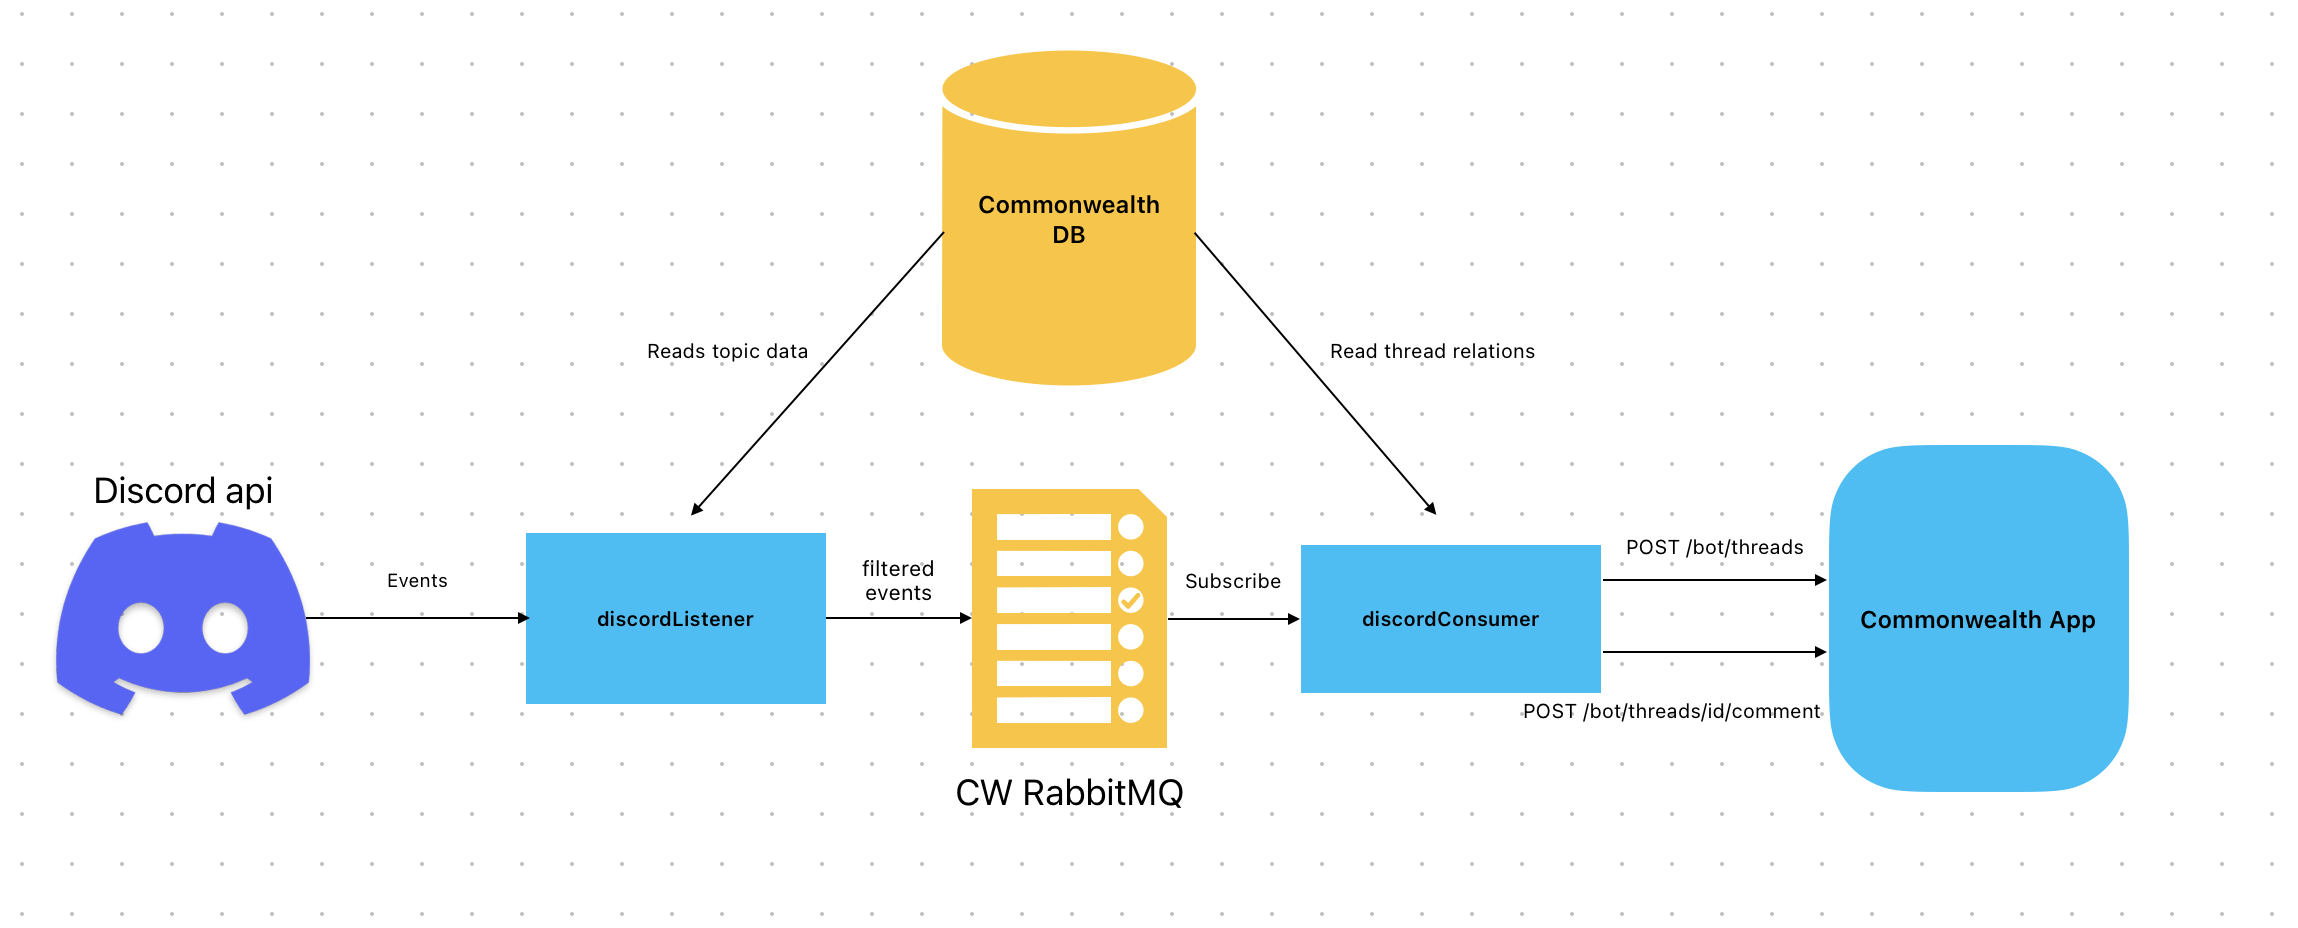 Commonwealth
DB
Reads topic data
Read thread relations
Discord api
Events
discordListener
filtered
events
CW RabbitMQ
Subscribe
discordConsumer
POST /bot/threads
POST /bot/threads/id/comment
Commonwealth App